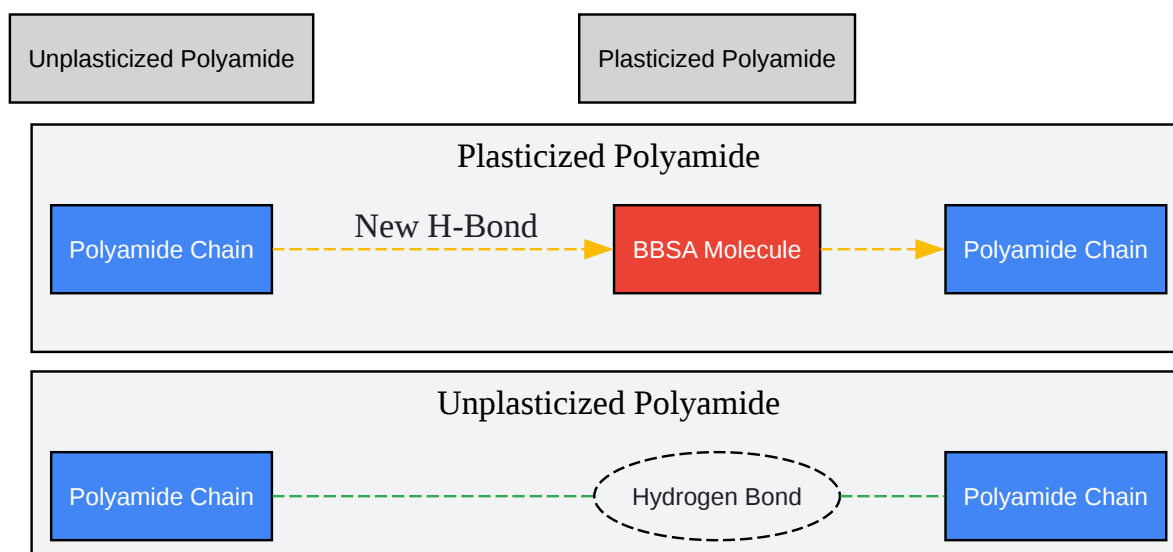 Unplasticized Polyamide
Plasticized Polyamide
Plasticized Polyamide
Polyamide Chain
New H-Bond
BBSA Molecule
Polyamide Chain
Unplasticized Polyamide
Polyamide Chain
Hydrogen Bond
Polyamide Chain